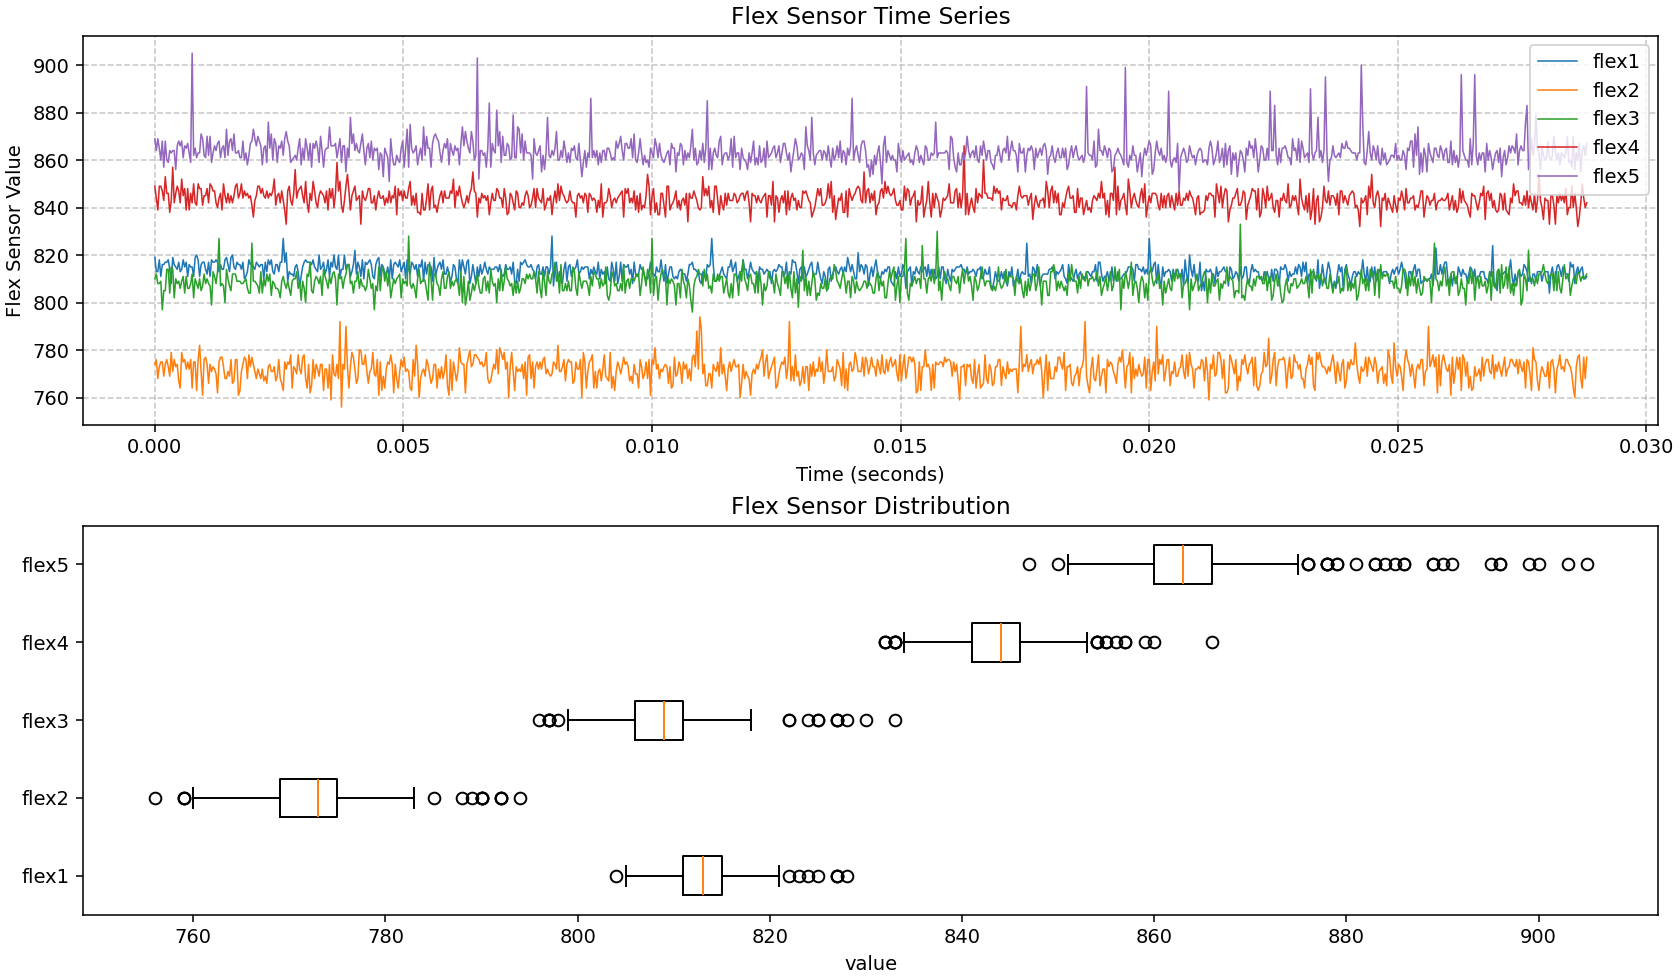 Flex Sensor Time Series
Flex Sensor Value
900
880
860
840
820
800
780
760
flex1
flex2
flex3
flex4
flex5
0.000 0.005 0.010 0.015 0.020 0.025 0.030
Time (seconds)
Flex Sensor Distribution
flex5
flex4
flex3
flex2
flex1
760 780 800 820 840 860 880 900
value